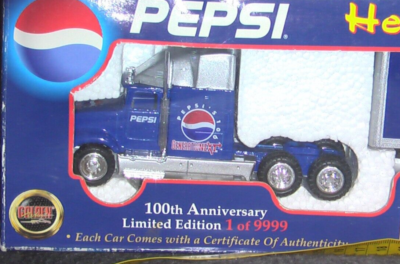 PEPSI
He
PEPSI
100th Anniversary
Limited Edition 1 of 9999
• Each Car Comes with a Certificate Of Authenticity